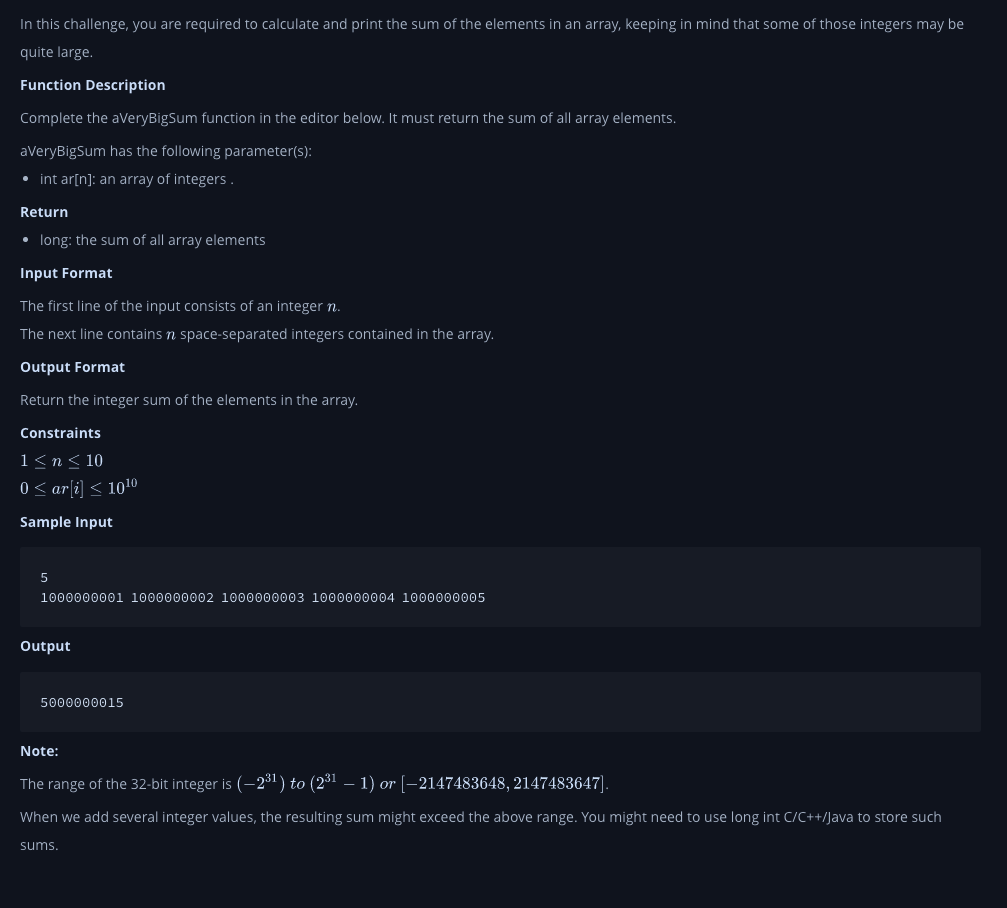 In this challenge, you are required to calculate and print the sum of the elements in an array, keeping in mind that some of those integers may be
quite large.
Function Description
Complete the aVeryBigSum function in the editor below. It must return the sum of all array elements.
aVeryBigSum has the following parameter(s):
• int ar[n]: an array of integers .
Return
• long: the sum of all array elements
Input Format
The first line of the input consists of an integer n.
The next line contains n space-separated integers contained in the array.
Output Format
Return the integer sum of the elements in the array.
Constraints
1 ≤ n ≤ 10
0 ≤ ar[i] ≤ 10^10
Sample Input
5
1000000001 1000000002 1000000003 1000000004 1000000005
Output
5000000015
Note:
The range of the 32-bit integer is (−2^31) to (2^31 − 1) or [−2147483648, 2147483647].
When we add several integer values, the resulting sum might exceed the above range. You might need to use long int C/C++/Java to store such
sums.